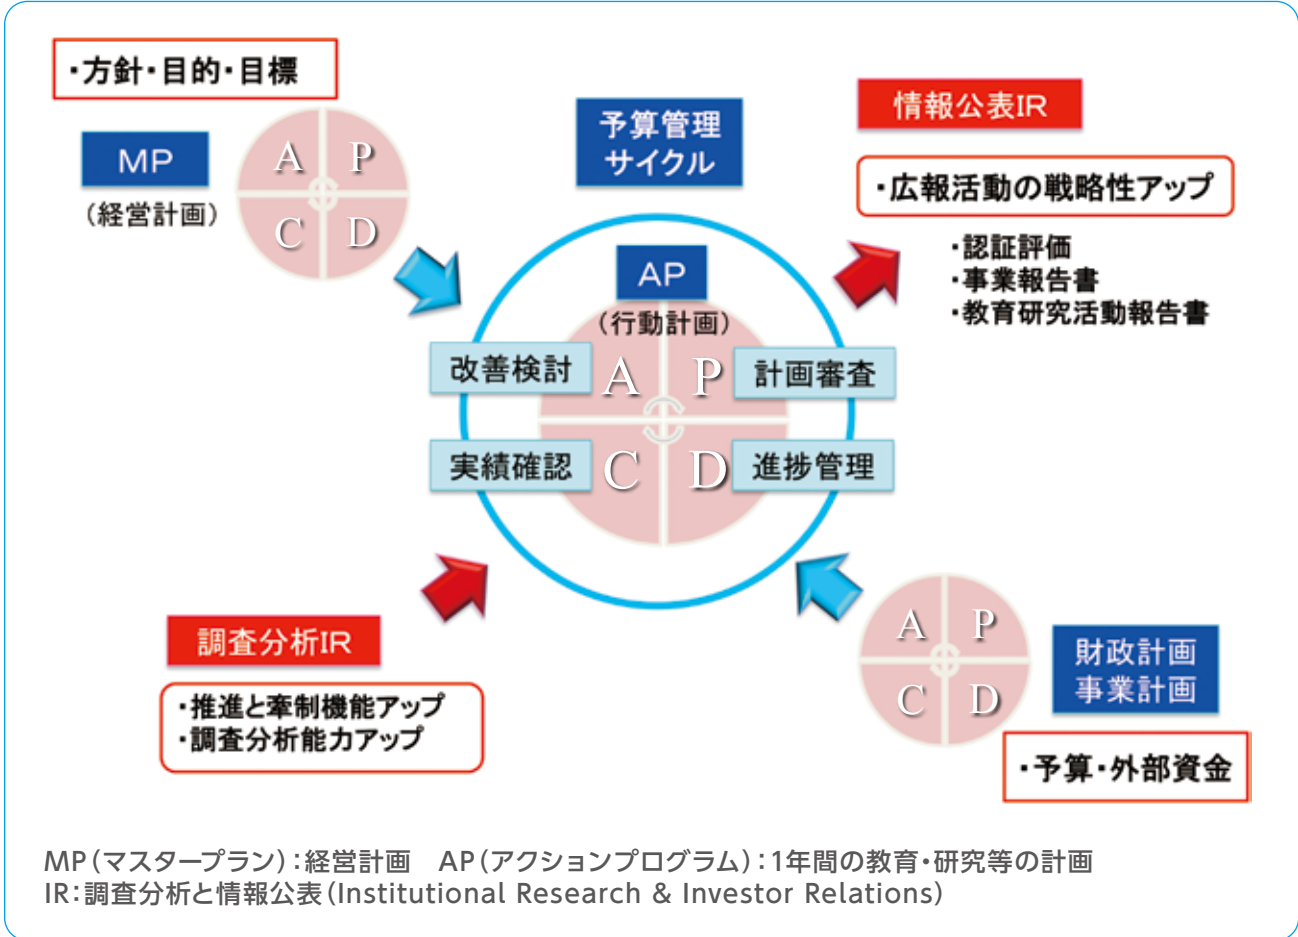 ・方針・目的・目標
MP
（経営計画）
A P
C D
予算管理
サイクル
情報公表IR
・広報活動の戦略性アップ
・認証評価
・事業報告書
・教育研究活動報告書
AP
（行動計画）
改善検討 A P 計画審査
実績確認 C D 進捗管理
調査分析IR
・推進と牽制機能アップ
・調査分析能力アップ
A P
C D
財政計画
事業計画
・予算・外部資金
MP（マスタープラン）：経営計画　AP（アクションプログラム）：1年間の教育・研究等の計画
IR：調査分析と情報公表（Institutional Research & Investor Relations）